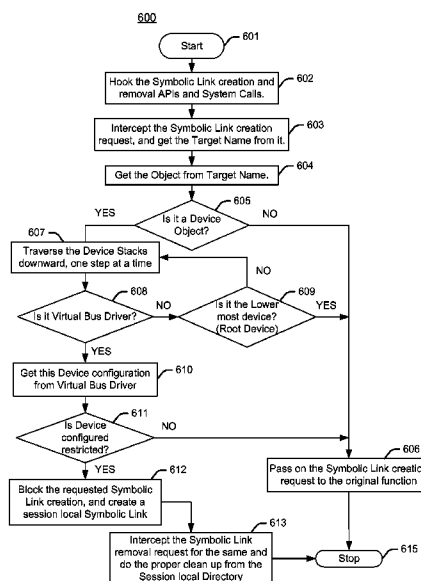 600
Start
601
Hook the Symbolic Link creation and
removal APIs and System Calls.
602
Intercept the Symbolic Link creation
request, and get the Target Name from it.
603
Get the Object from Target Name.
604
Is it a Device
Object?
605
YES
NO
607
Traverse the Device Stacks
downward, one step at a time
NO
Is it Virtual Bus Driver?
608
NO
Is it the Lower
most device?
(Root Device)
609
YES
YES
Get this Device configuration
from Virtual Bus Driver
610
Is Device
configured
restricted?
611
NO
YES
606
Pass on the Symbolic Link creation
request to the original function
Block the requested Symbolic
Link creation, and create a
session local Symbolic Link
612
Intercept the Symbolic Link
removal request for the same and
do the proper clean up from the
Session local Directory
613
Stop
615